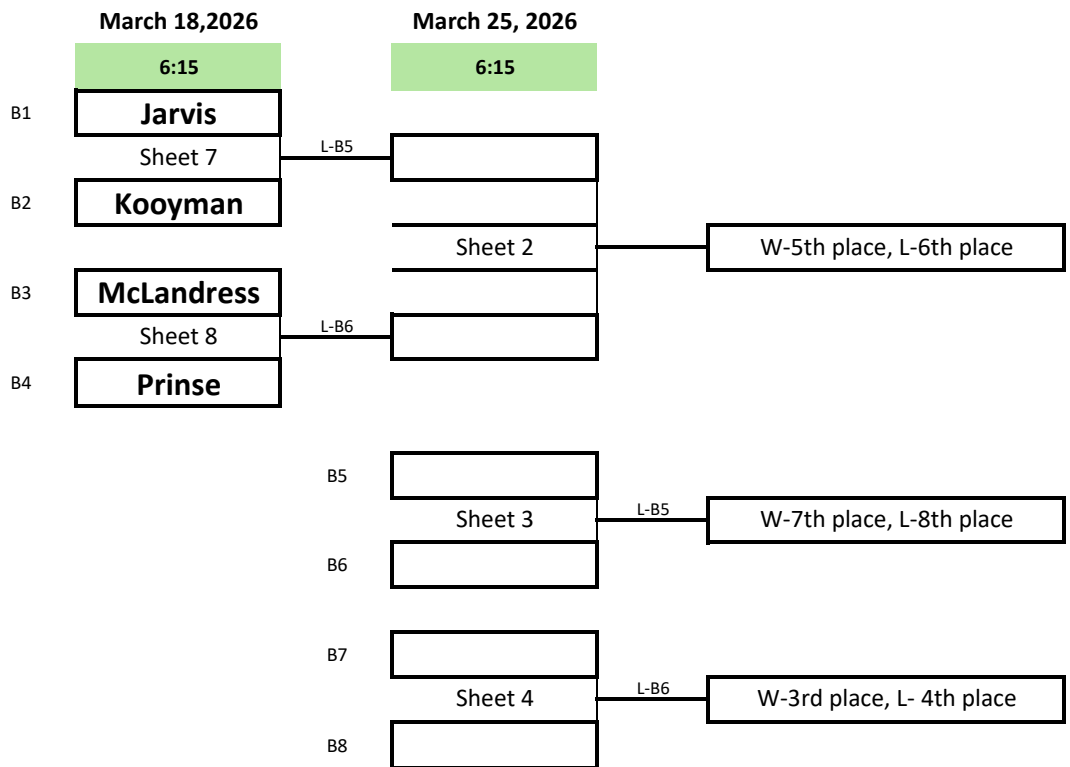 March 18,2026 March 25, 2026
6:15 6:15
B1 Jarvis
Sheet 7 L-B5
B2 Kooyman
Sheet 2 W-5th place, L-6th place
B3 McLandress
Sheet 8 L-B6
B4 Prinse
B5
Sheet 3 L-B5 W-7th place, L-8th place
B6
B7
Sheet 4 L-B6 W-3rd place, L- 4th place
B8